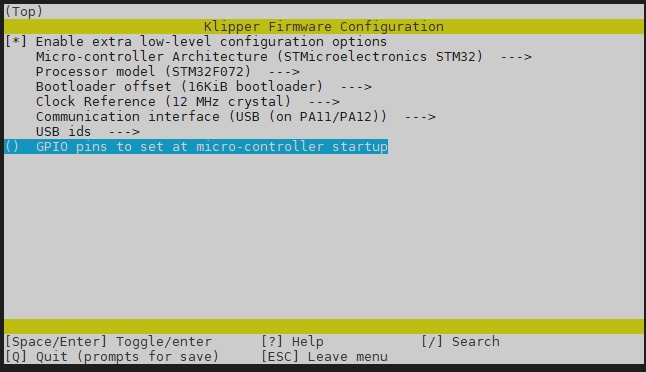 (Top)
Klipper Firmware Configuration
[*] Enable extra low-level configuration options
Micro-controller Architecture (STMicroelectronics STM32)  --->
Processor model (STM32F072)  --->
Bootloader offset (16KiB bootloader)  --->
Clock Reference (12 MHz crystal)  --->
Communication interface (USB (on PA11/PA12))  --->
USB ids  --->
()  GPIO pins to set at micro-controller startup
[Space/Enter] Toggle/enter      [?] Help            [/] Search
[Q] Quit (prompts for save)     [ESC] Leave menu